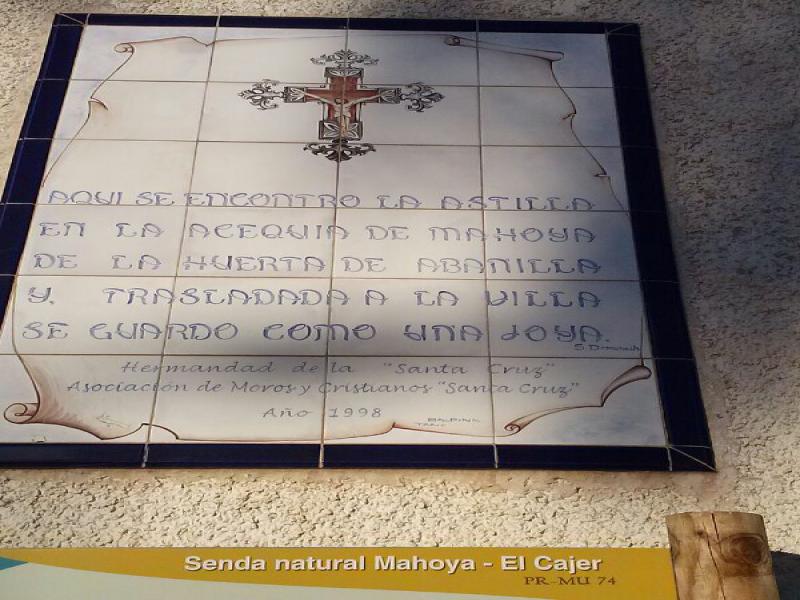 AQUI SE ENCONTRO LA ASTILLA
EN LA ACEQUIA DE MAHOYA
DE LA HUERTA DE ABANILLA
Y, TRASLADADA A LA VILLA
SE GUARDO COMO UNA JOYA.
Hermandad de la "Santa Cruz"
Asociación de Moros y Cristianos "Santa Cruz"
Año 1998
Senda natural Mahoya - El Cajer
PR-MU 74